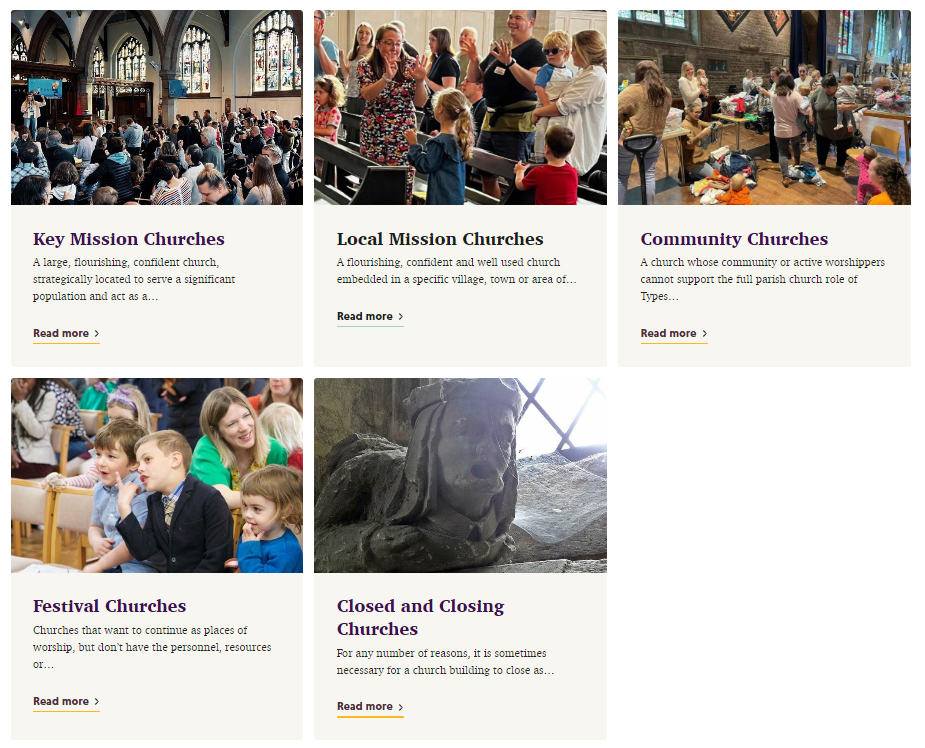 Key Mission Churches
A large, flourishing, confident church,
strategically located to serve a significant
population and act as a...
Read more
Local Mission Churches
A flourishing, confident and well used church
embedded in a specific village, town or area of...
Read more
Community Churches
A church whose community or active worshippers
cannot support the full parish church role of
Types...
Read more
Festival Churches
Churches that want to continue as places of
worship, but don't have the personnel, resources
or...
Read more
Closed and Closing
Churches
For any number of reasons, it is sometimes
necessary for a church building to close as...
Read more